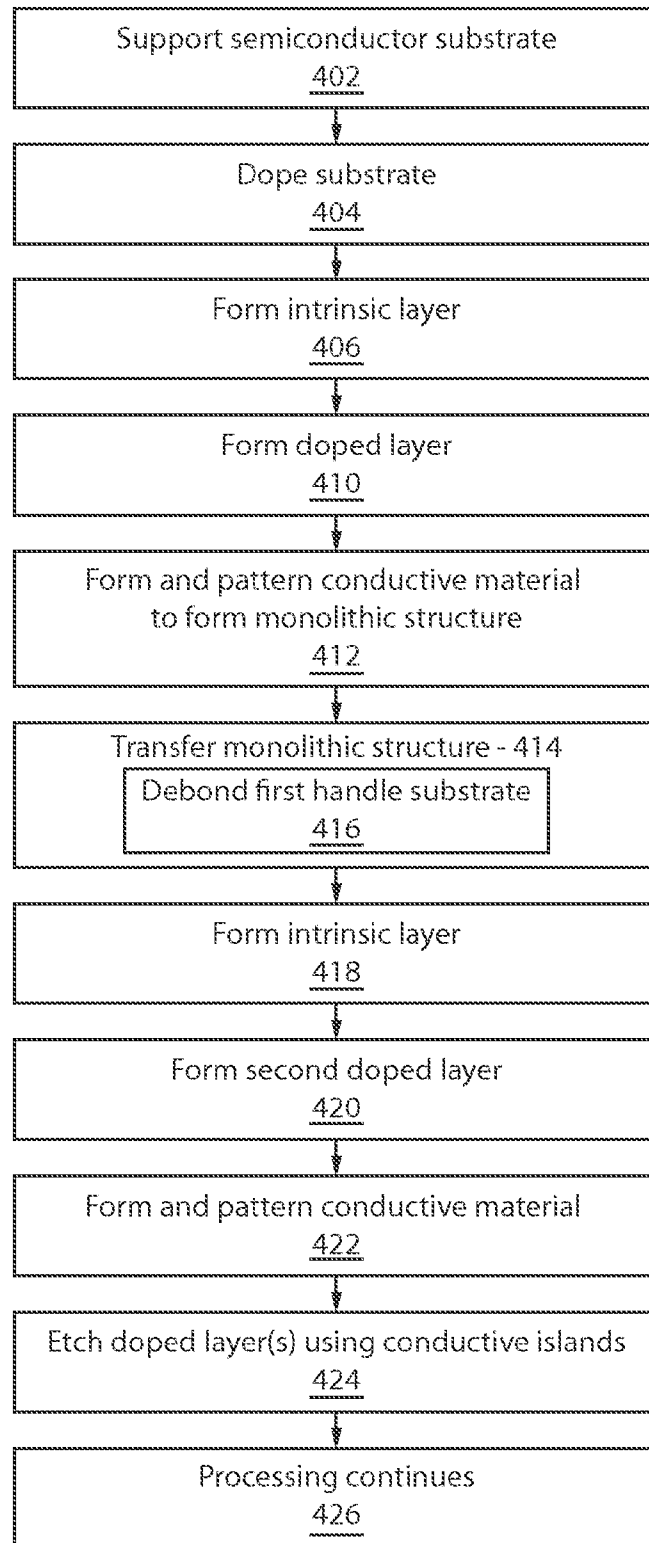 Support semiconductor substrate
402
Dope substrate
404
Form intrinsic layer
406
Form doped layer
410
Form and pattern conductive material
to form monolithic structure
412
Transfer monolithic structure - 414
Debond first handle substrate
416
Form intrinsic layer
418
Form second doped layer
420
Form and pattern conductive material
422
Etch doped layer(s) using conductive islands
424
Processing continues
426